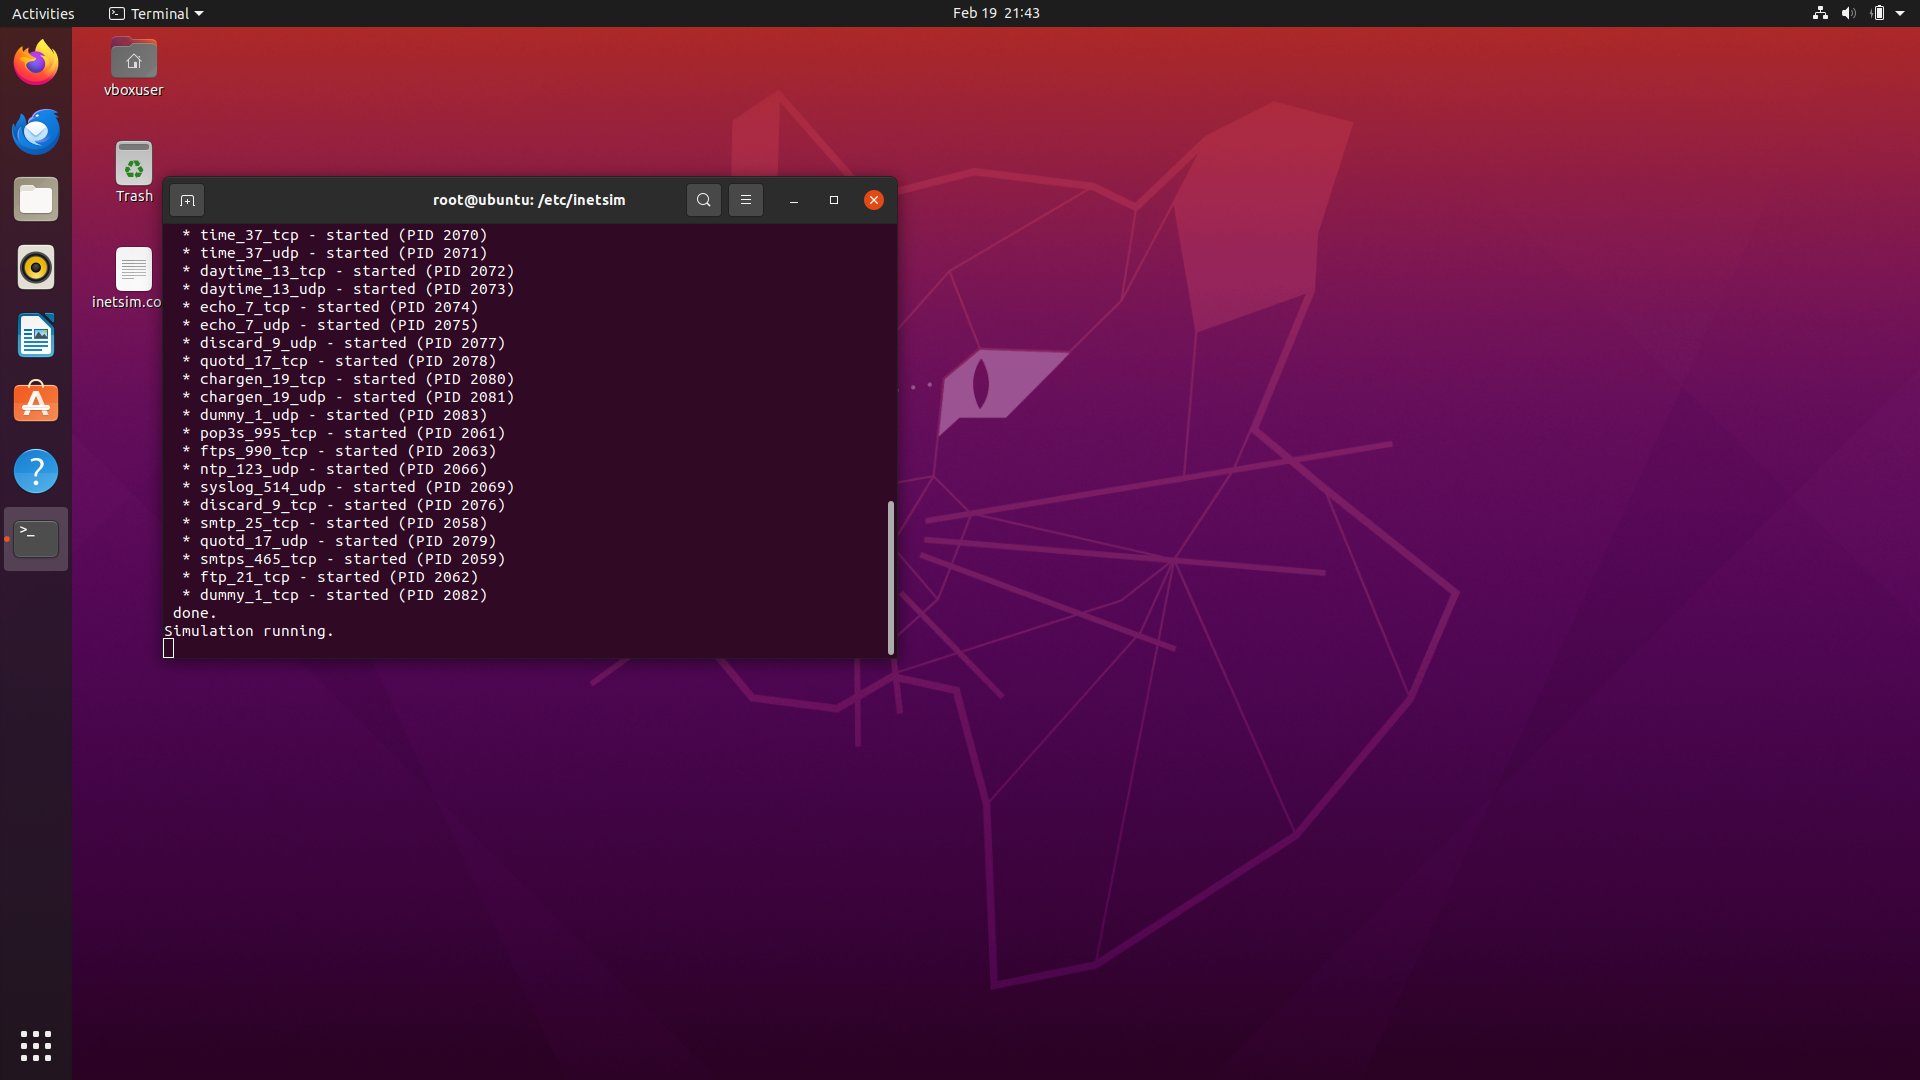 Activities
Terminal
Feb 19 21:43
vboxuser
Trash
inetsim.co
root@ubuntu: /etc/inetsim
* time_37_tcp - started (PID 2070)
* time_37_udp - started (PID 2071)
* daytime_13_tcp - started (PID 2072)
* daytime_13_udp - started (PID 2073)
* echo_7_tcp - started (PID 2074)
* echo_7_udp - started (PID 2075)
* discard_9_udp - started (PID 2077)
* quotd_17_tcp - started (PID 2078)
* chargen_19_tcp - started (PID 2080)
* chargen_19_udp - started (PID 2081)
* dummy_1_udp - started (PID 2083)
* pop3s_995_tcp - started (PID 2061)
* ftps_990_tcp - started (PID 2063)
* ntp_123_udp - started (PID 2066)
* syslog_514_udp - started (PID 2069)
* discard_9_tcp - started (PID 2076)
* smtp_25_tcp - started (PID 2058)
* quotd_17_udp - started (PID 2079)
* smtps_465_tcp - started (PID 2059)
* ftp_21_tcp - started (PID 2062)
* dummy_1_tcp - started (PID 2082)
done.
Simulation running.